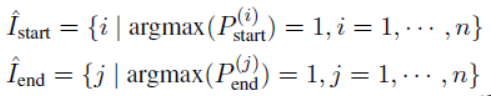 Î_start = {i | argmax(P_start^(i)) = 1, i = 1, ⋯ , n}
Î_end = {j | argmax(P_end^(j)) = 1, j = 1, ⋯ , n}